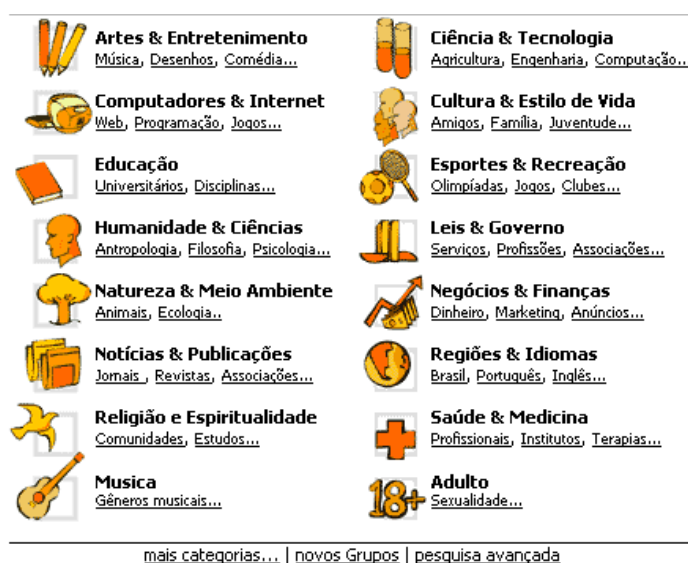 Artes & Entretenimento
Música, Desenhos, Comédia...
Ciência & Tecnologia
Agricultura, Engenharia, Computação...
Computadores & Internet
Web, Programação, Jogos...
Cultura & Estilo de Vida
Amigos, Família, Juventude...
Educação
Universitários, Disciplinas...
Esportes & Recreação
Olimpíadas, Jogos, Clubes...
Humanidade & Ciências
Antropologia, Filosofia, Psicologia...
Leis & Governo
Serviços, Profissões, Associações...
Natureza & Meio Ambiente
Animais, Ecologia..
Negócios & Finanças
Dinheiro, Marketing, Anúncios...
Notícias & Publicações
Jornais , Revistas, Associações...
Regiões & Idiomas
Brasil, Português, Inglês...
Religião e Espiritualidade
Comunidades, Estudos...
Saúde & Medicina
Profissionais, Institutos, Terapias...
Musica
Gêneros musicais...
18+
Adulto
Sexualidade...
mais categorias... | novos Grupos | pesquisa avançada